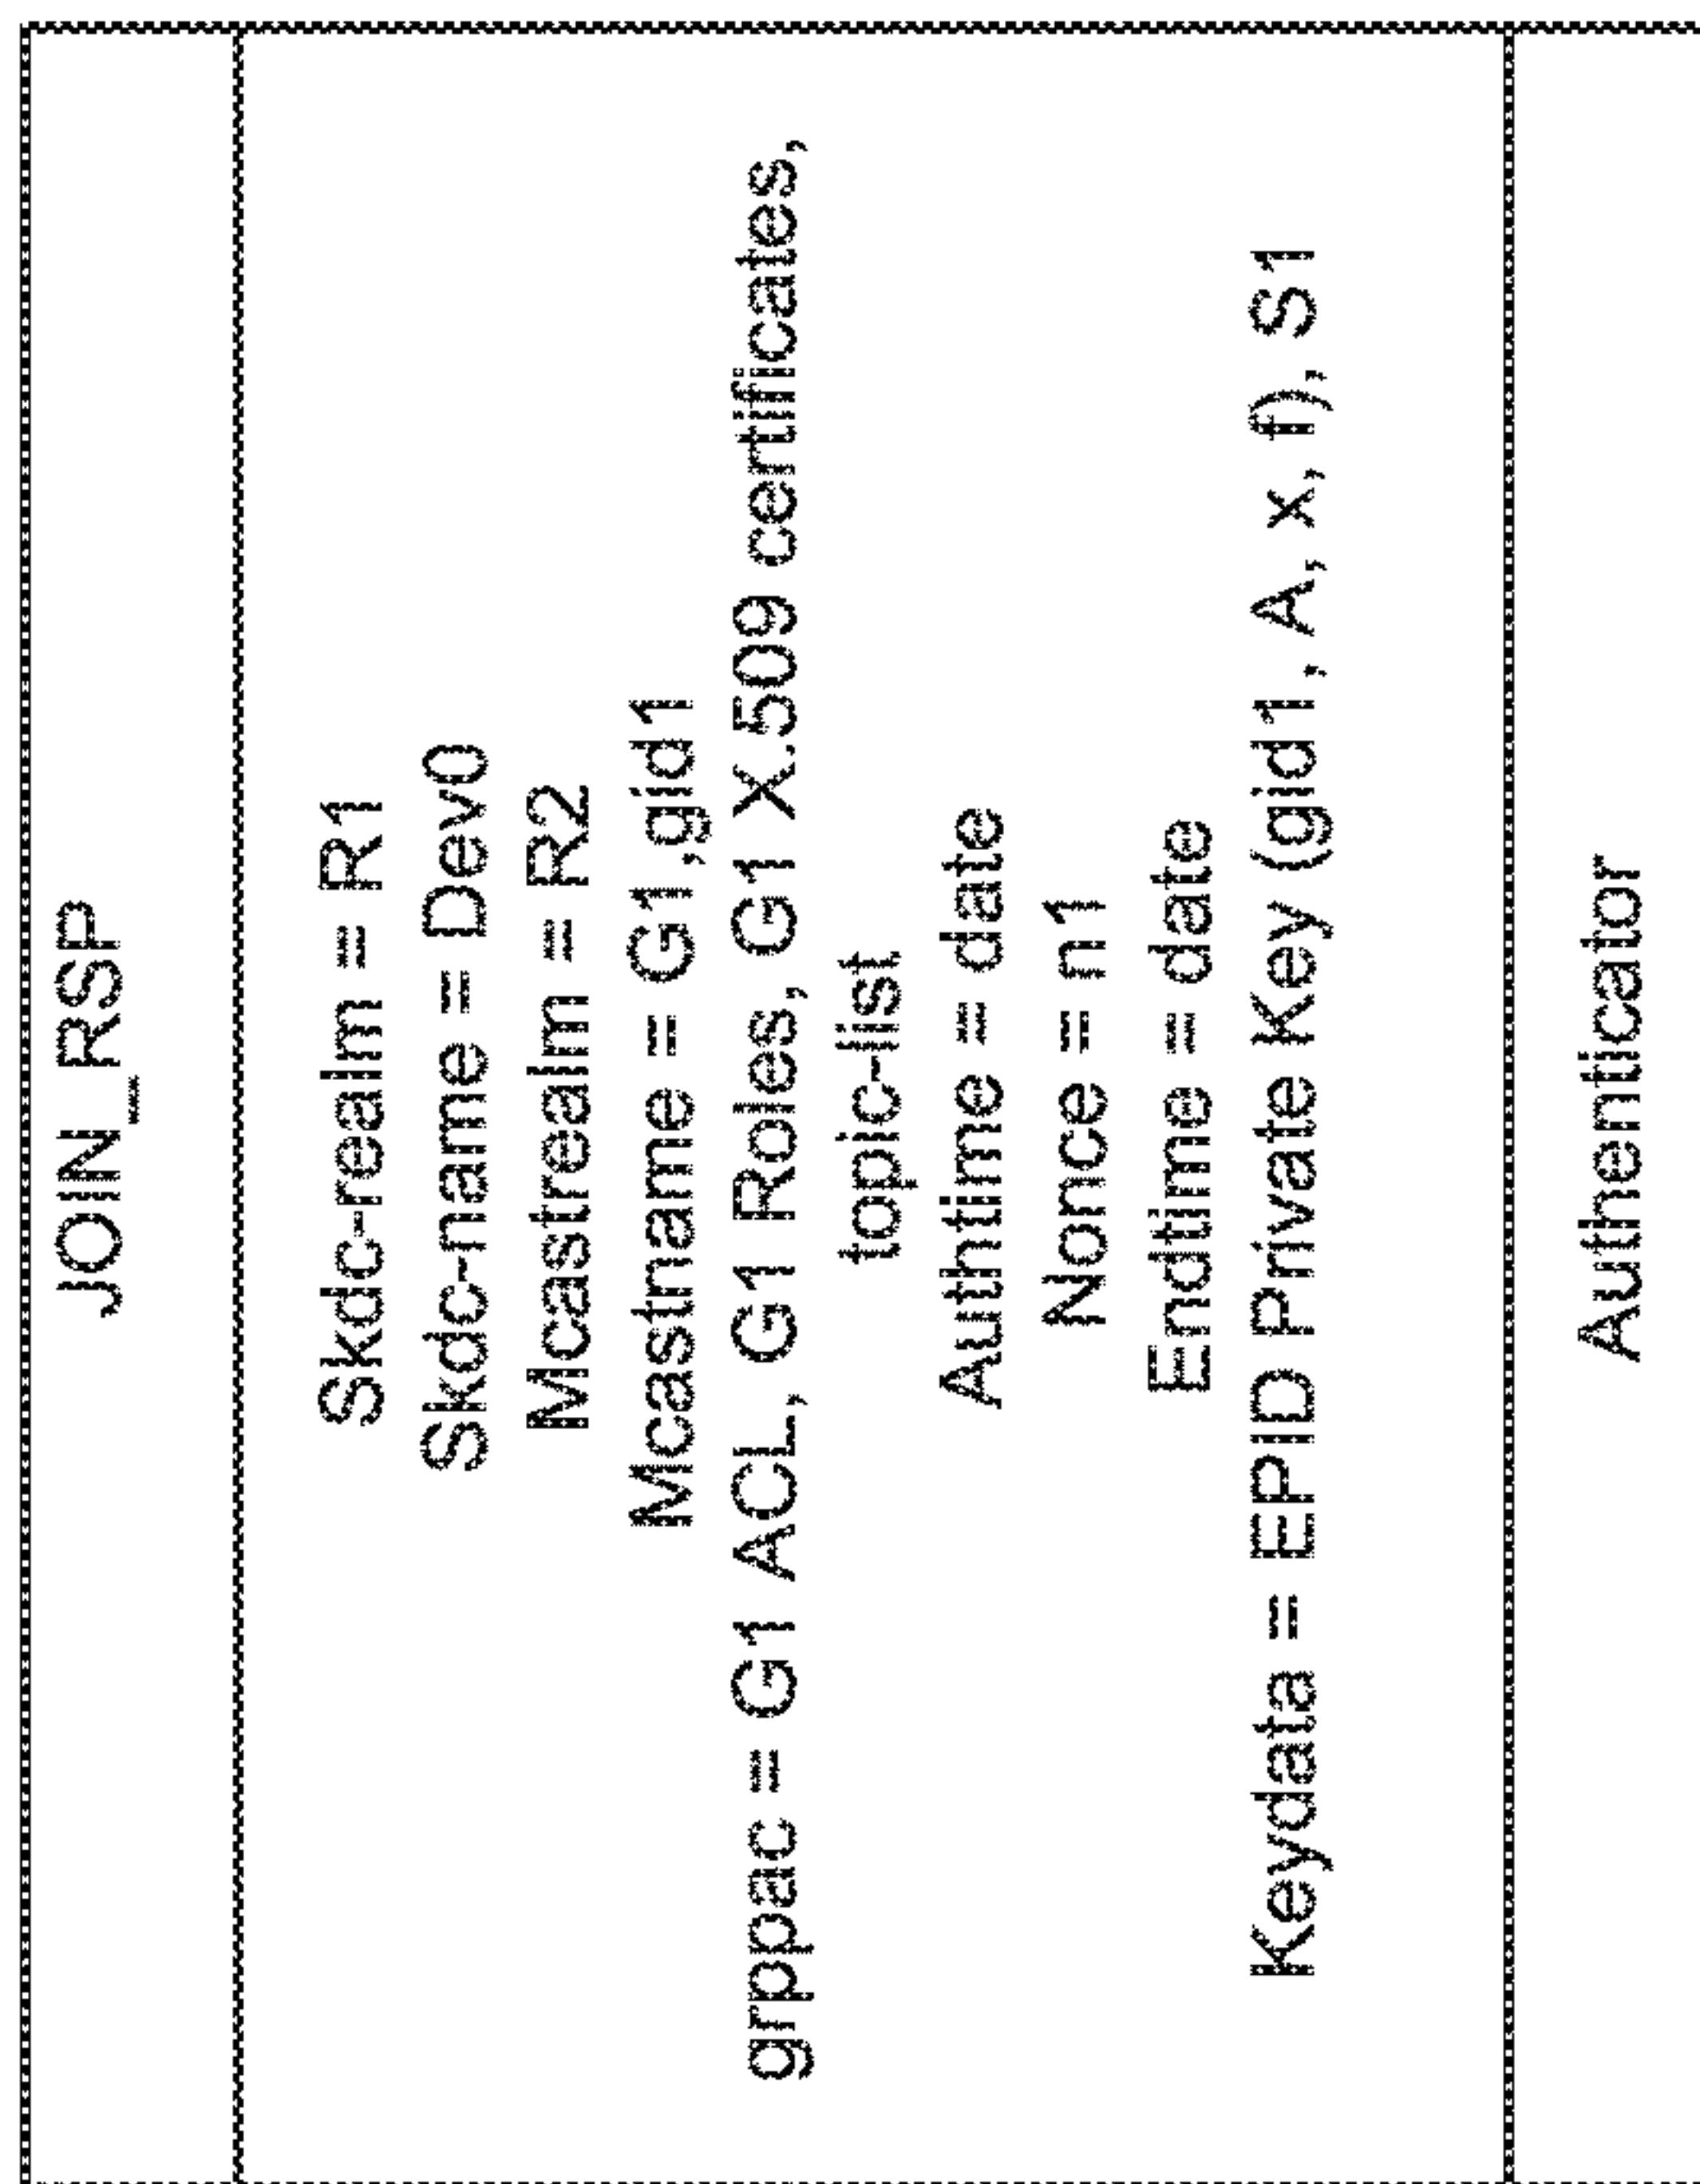 JOIN_RSP
Skdc-realm = R1
Skdc-name = Dev0
Mcastrealm = R2
Mcastname = G1,gid1
grppac = G1 ACL, G1 Roles, G1 X.509 certificates,
topic-list
Authtime = date
Nonce = n1
Endtime = date
Keydata = EPID Private Key (gid1, A, x, f), S1
Authenticator